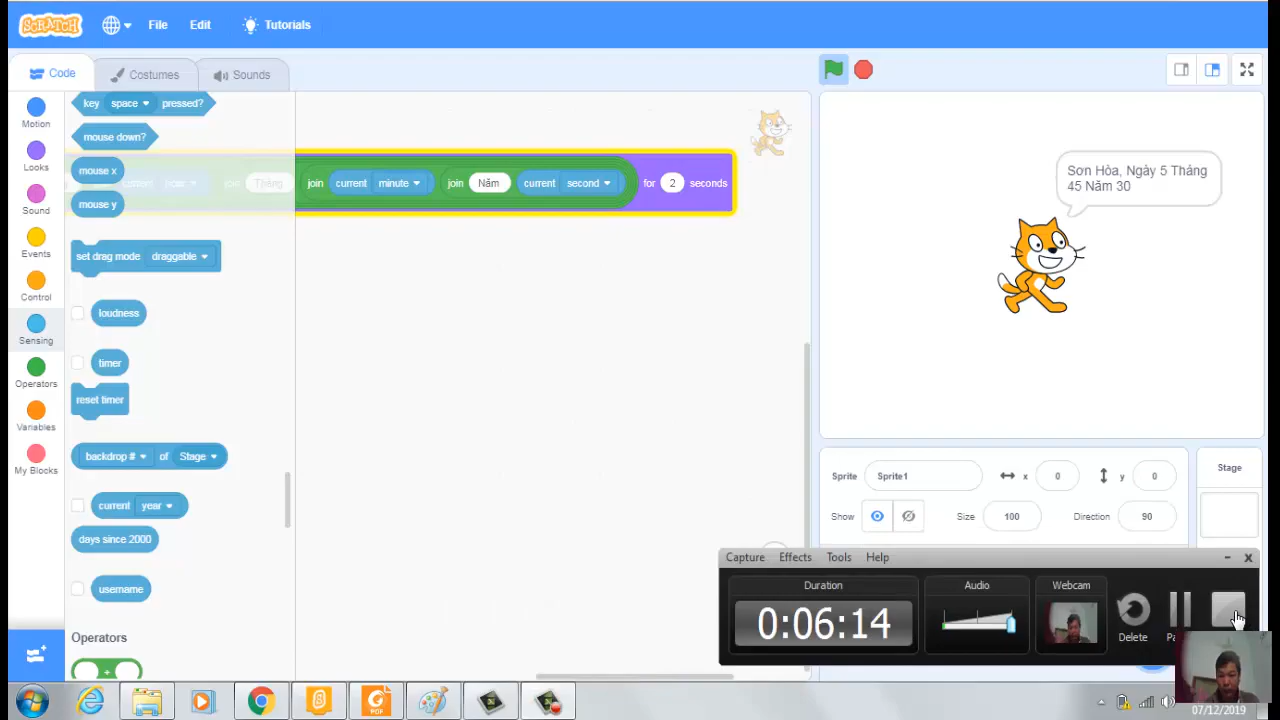 SCRATCH
File
Edit
Tutorials
Code
Costumes
Sounds
Motion
Looks
Sound
Events
Control
Sensing
Operators
Variables
My Blocks
key space pressed?
mouse down?
mouse x
mouse y
set drag mode draggable
loudness
timer
reset timer
backdrop # of Stage
current year
days since 2000
username
Operators
+
join Tháng join current minute join Năm current second for 2 seconds
Sơn Hòa, Ngày 5 Tháng
45 Năm 30
Sprite Sprite1 x 0 y 0
Show Size 100 Direction 90
Stage
Capture Effects Tools Help
Duration
0:06:14
Audio
Webcam
Delete
PDF
07/12/2019